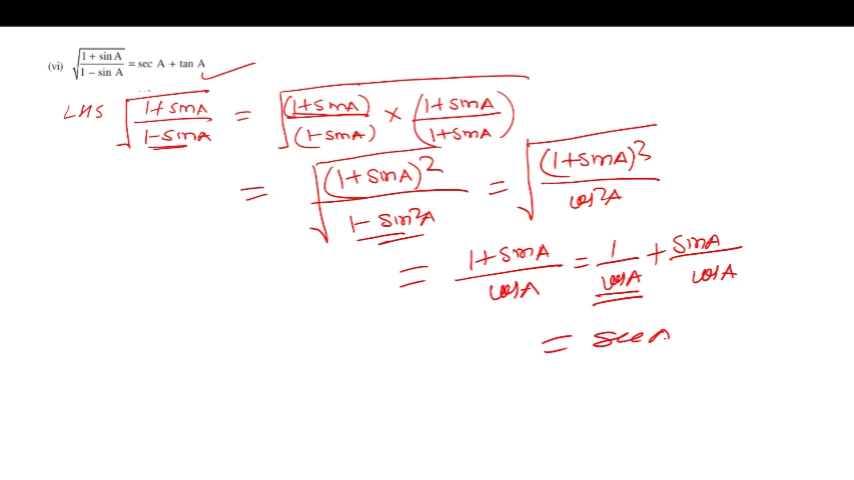 (vi) √((1 + sin A)/(1 − sin A)) = sec A + tan A
LHS √((1+sinA)/(1-sinA)) = √((1+sinA)/(1-sinA) × (1+sinA)/(1+sinA))
= √((1+sinA)²/(1-sin²A)) = √((1+sinA)³/cos²A)
= (1+sinA)/cosA = 1/cosA + sinA/cosA
= secA